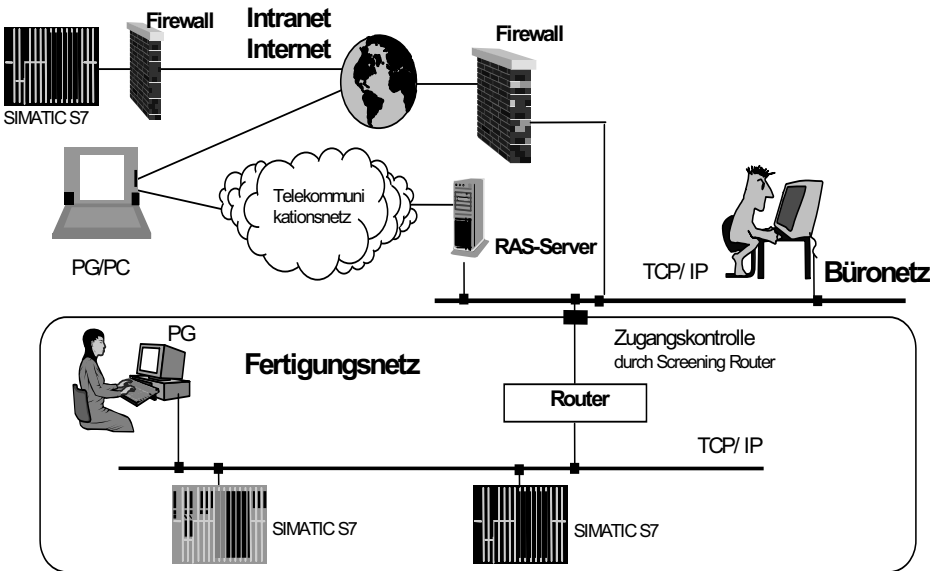 Firewall
Intranet
Internet
Firewall
SIMATIC S7
Telekommuni
kationsnetz
PG/PC
RAS-Server
TCP/ IP
Büronetz
PG
Fertigungsnetz
Zugangskontrolle
durch Screening Router
Router
TCP/ IP
SIMATIC S7
SIMATIC S7